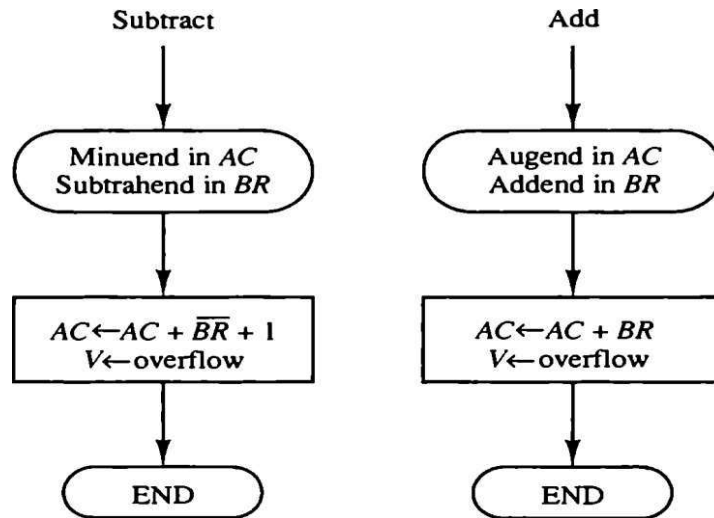 Subtract
Minuend in AC
Subtrahend in BR
AC←AC + B̅R̅ + 1
V←overflow
END
Add
Augend in AC
Addend in BR
AC←AC + BR
V←overflow
END